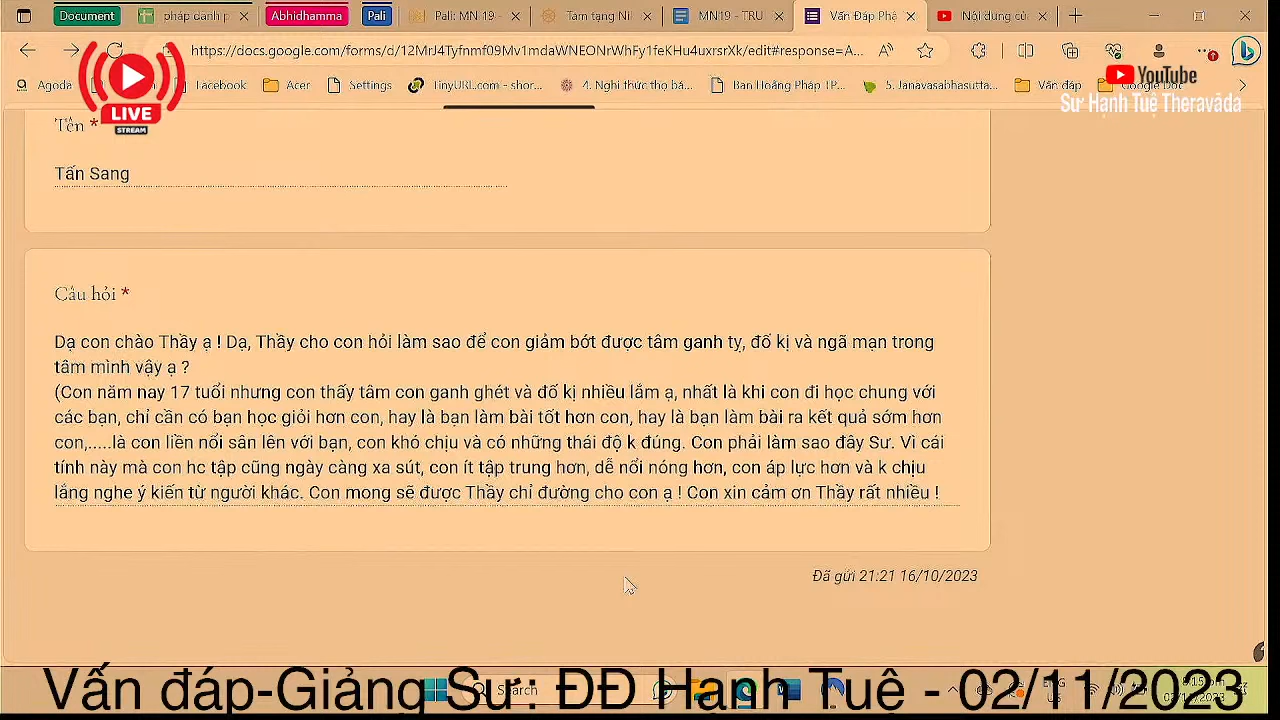 Document
pháp danh p
Abhidhamma
Pali
Pali: MN 19
Tam tạng Ni
MN19 - TRU
Vấn Đáp Phá
Nội dung cũ
https://docs.google.com/forms/d/12MrJ4Tyfnmf09Mv1mdaWNEONrWhFy1feKHu4uxrsrXk/edit#response=A...
Agoda
Facebook
Acer
Settings
TinyURL.com - shor...
4. Nghi thức thọ bá...
Ban Hoằng Pháp TP...
5. Janavasabhasutta...
Vấn đáp
Google Dot
LIVE
STREAM
YouTube
Sư Hạnh Tuệ Theravāda
Tên *
Tấn Sang
Câu hỏi *
Dạ con chào Thầy ạ ! Dạ, Thầy cho con hỏi làm sao để con giảm bớt được tâm ganh tỵ, đố kị và ngã mạn trong
tâm mình vậy ạ ?
(Con năm nay 17 tuổi nhưng con thấy tâm con ganh ghét và đố kị nhiều lắm ạ, nhất là khi con đi học chung với
các bạn, chỉ cần có bạn học giỏi hơn con, hay là bạn làm bài tốt hơn con, hay là bạn làm bài ra kết quả sớm hơn
con,.....là con liền nổi sân lên với bạn, con khó chịu và có những thái độ k đúng. Con phải làm sao đây Sư. Vì cái
tính này mà con hc tập cũng ngày càng xa sút, con ít tập trung hơn, dễ nổi nóng hơn, con áp lực hơn và k chịu
lắng nghe ý kiến từ người khác. Con mong sẽ được Thầy chỉ đường cho con ạ ! Con xin cảm ơn Thầy rất nhiều !
Đã gửi 21:21 16/10/2023
Search
Vấn đáp-Giảng Sư: ĐĐ Hạnh Tuệ - 02/11/2023